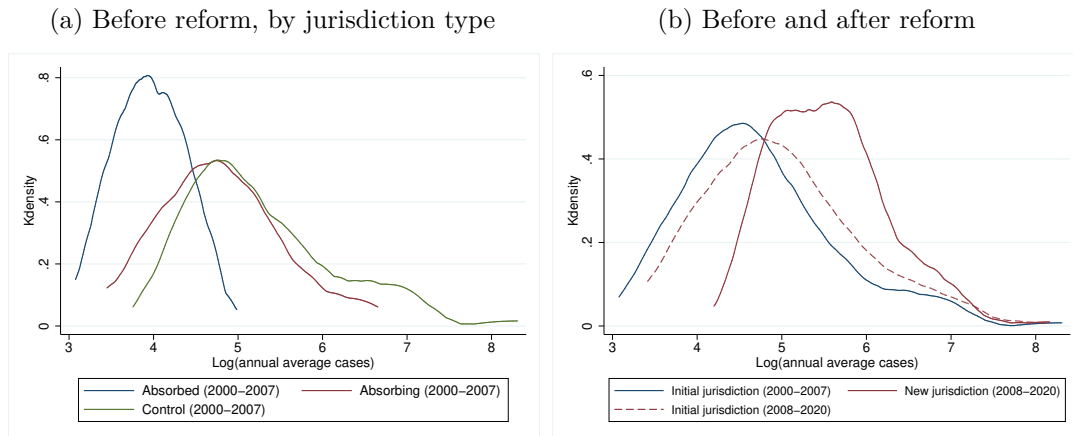 (a) Before reform, by jurisdiction type
.8
.6
.4
.2
0
Kdensity
3 4 5 6 7 8
Log(annual average cases)
Absorbed (2000−2007) Absorbing (2000−2007)
Control (2000−2007)
(b) Before and after reform
.6
.4
.2
0
Kdensity
3 4 5 6 7 8
Log(annual average cases)
Initial jurisdiction (2000−2007) New jurisdiction (2008−2020)
Initial jurisdiction (2008−2020)